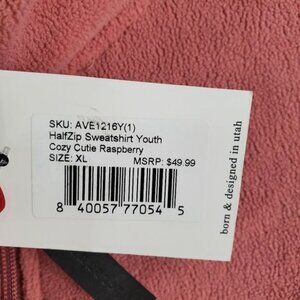 SKU: AVE1216Y(1)
HalfZip Sweatshirt Youth
Cozy Cutie Raspberry
SIZE: XL MSRP: $49.99
8 40057 77054 5
born & designed in utah